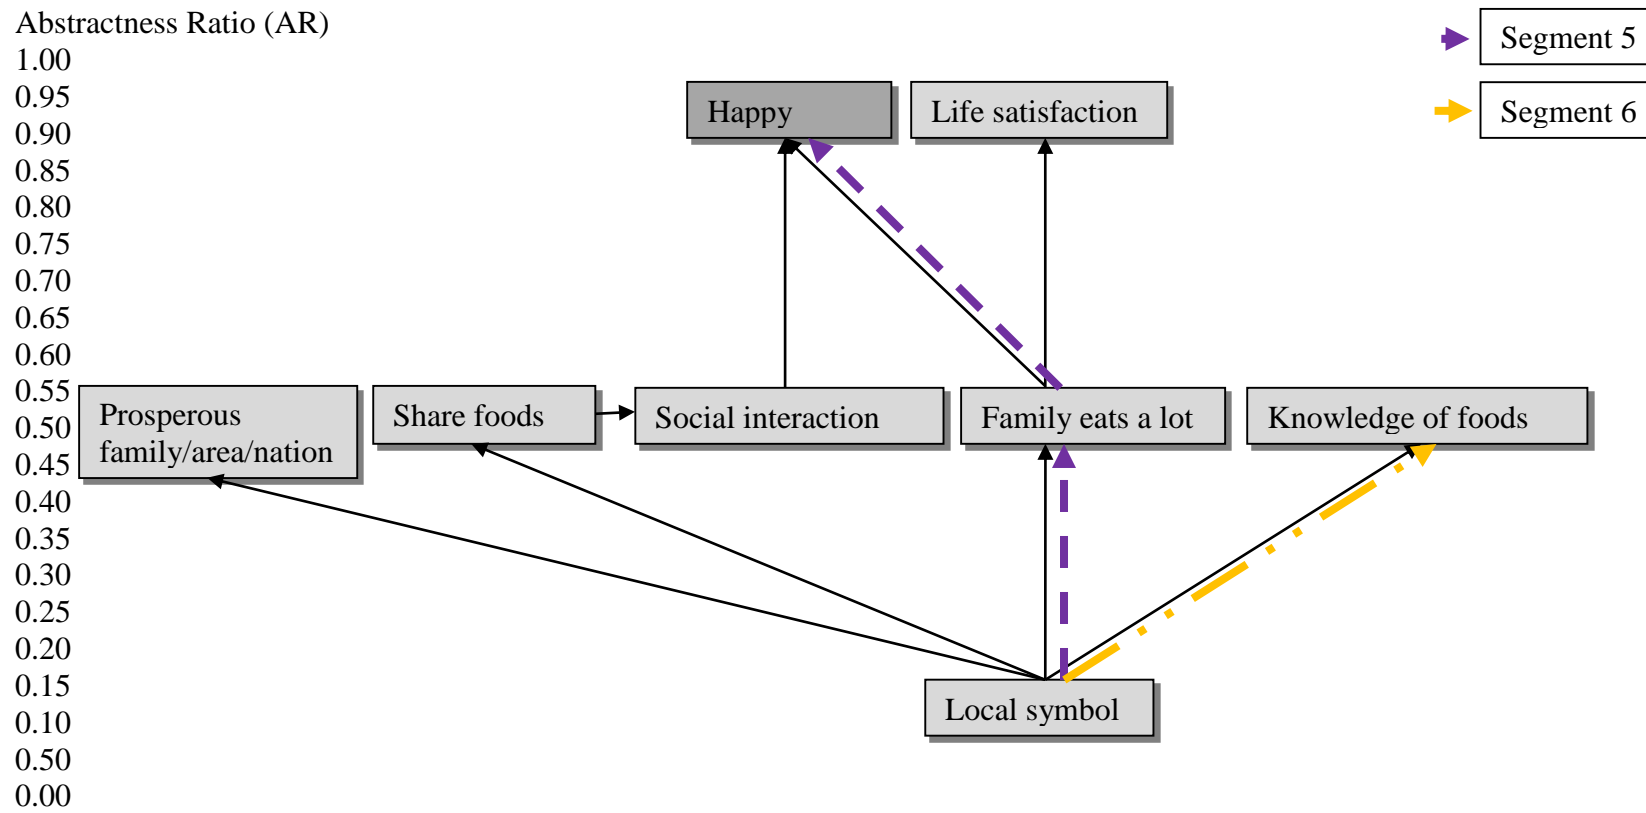 Abstractness Ratio (AR)
Segment 5
1.00
0.95
Segment 6
Happy
Life satisfaction
0.90
0.85
0.80
0.75
0.70
0.65
0.60
0.55
Prosperous
family/area/nation
Share foods
Social interaction
Family eats a lot
Knowledge of foods
0.50
0.45
0.40
0.35
0.30
0.25
0.20
0.15
Local symbol
0.10
0.50
0.00